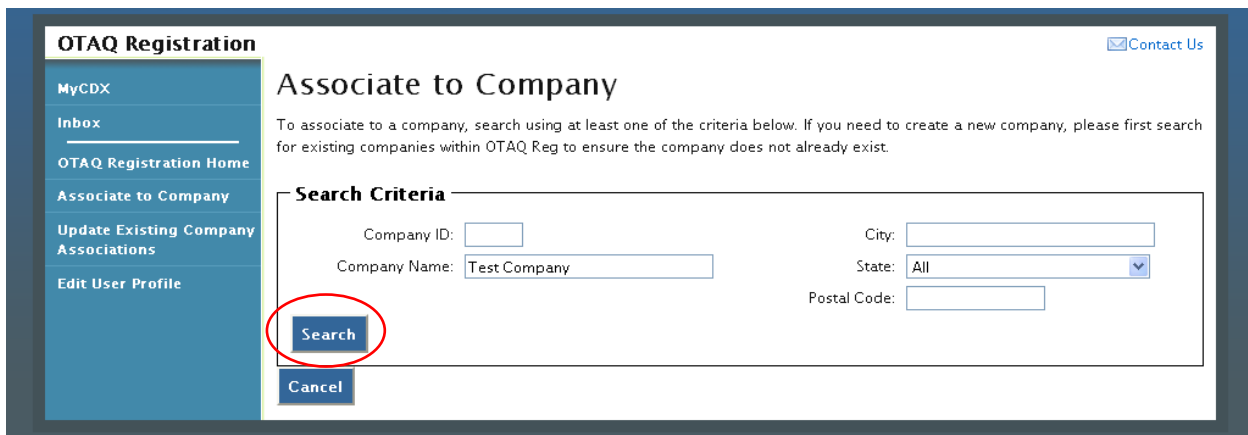 OTAQ Registration
Contact Us
MyCDX
Inbox
OTAQ Registration Home
Associate to Company
Update Existing Company
Associations
Edit User Profile
Associate to Company
To associate to a company, search using at least one of the criteria below. If you need to create a new company, please first search
for existing companies within OTAQ Reg to ensure the company does not already exist.
Search Criteria
Company ID:
City:
Company Name: Test Company
State: All
Postal Code:
Search
Cancel